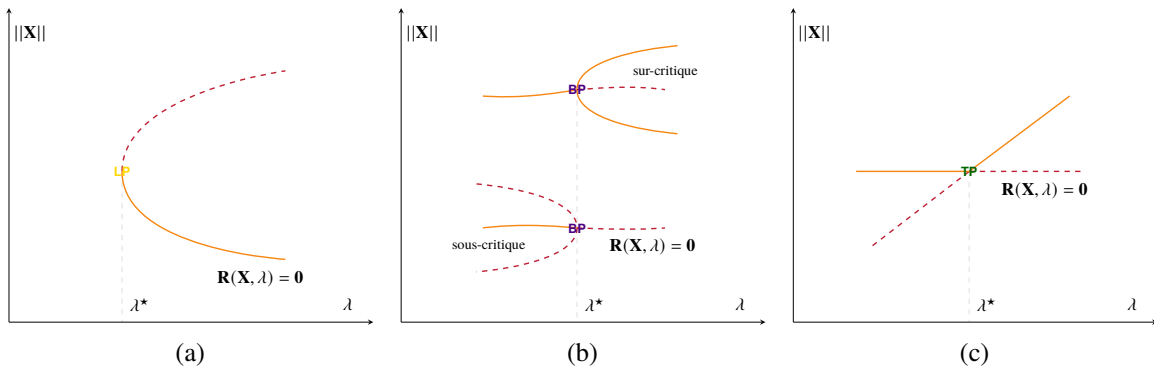 ||X||
LP
R(X, λ) = 0
λ★
λ
(a)
||X||
sur-critique
BP
BP
sous-critique
R(X, λ) = 0
λ★
λ
(b)
||X||
TP
R(X, λ) = 0
λ★
λ
(c)